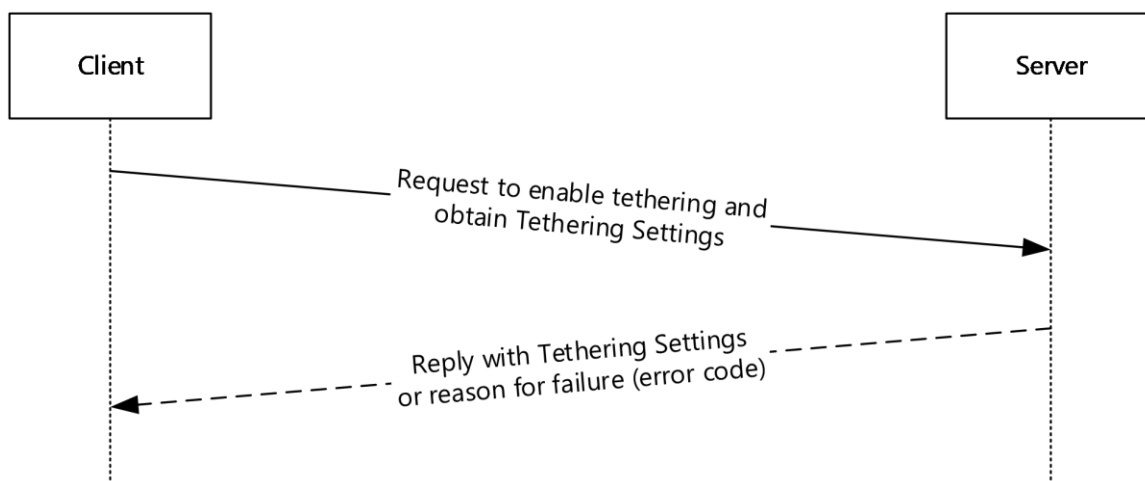 Client
Server
Request to enable tethering and
obtain Tethering Settings
Reply with Tethering Settings
or reason for failure (error code)